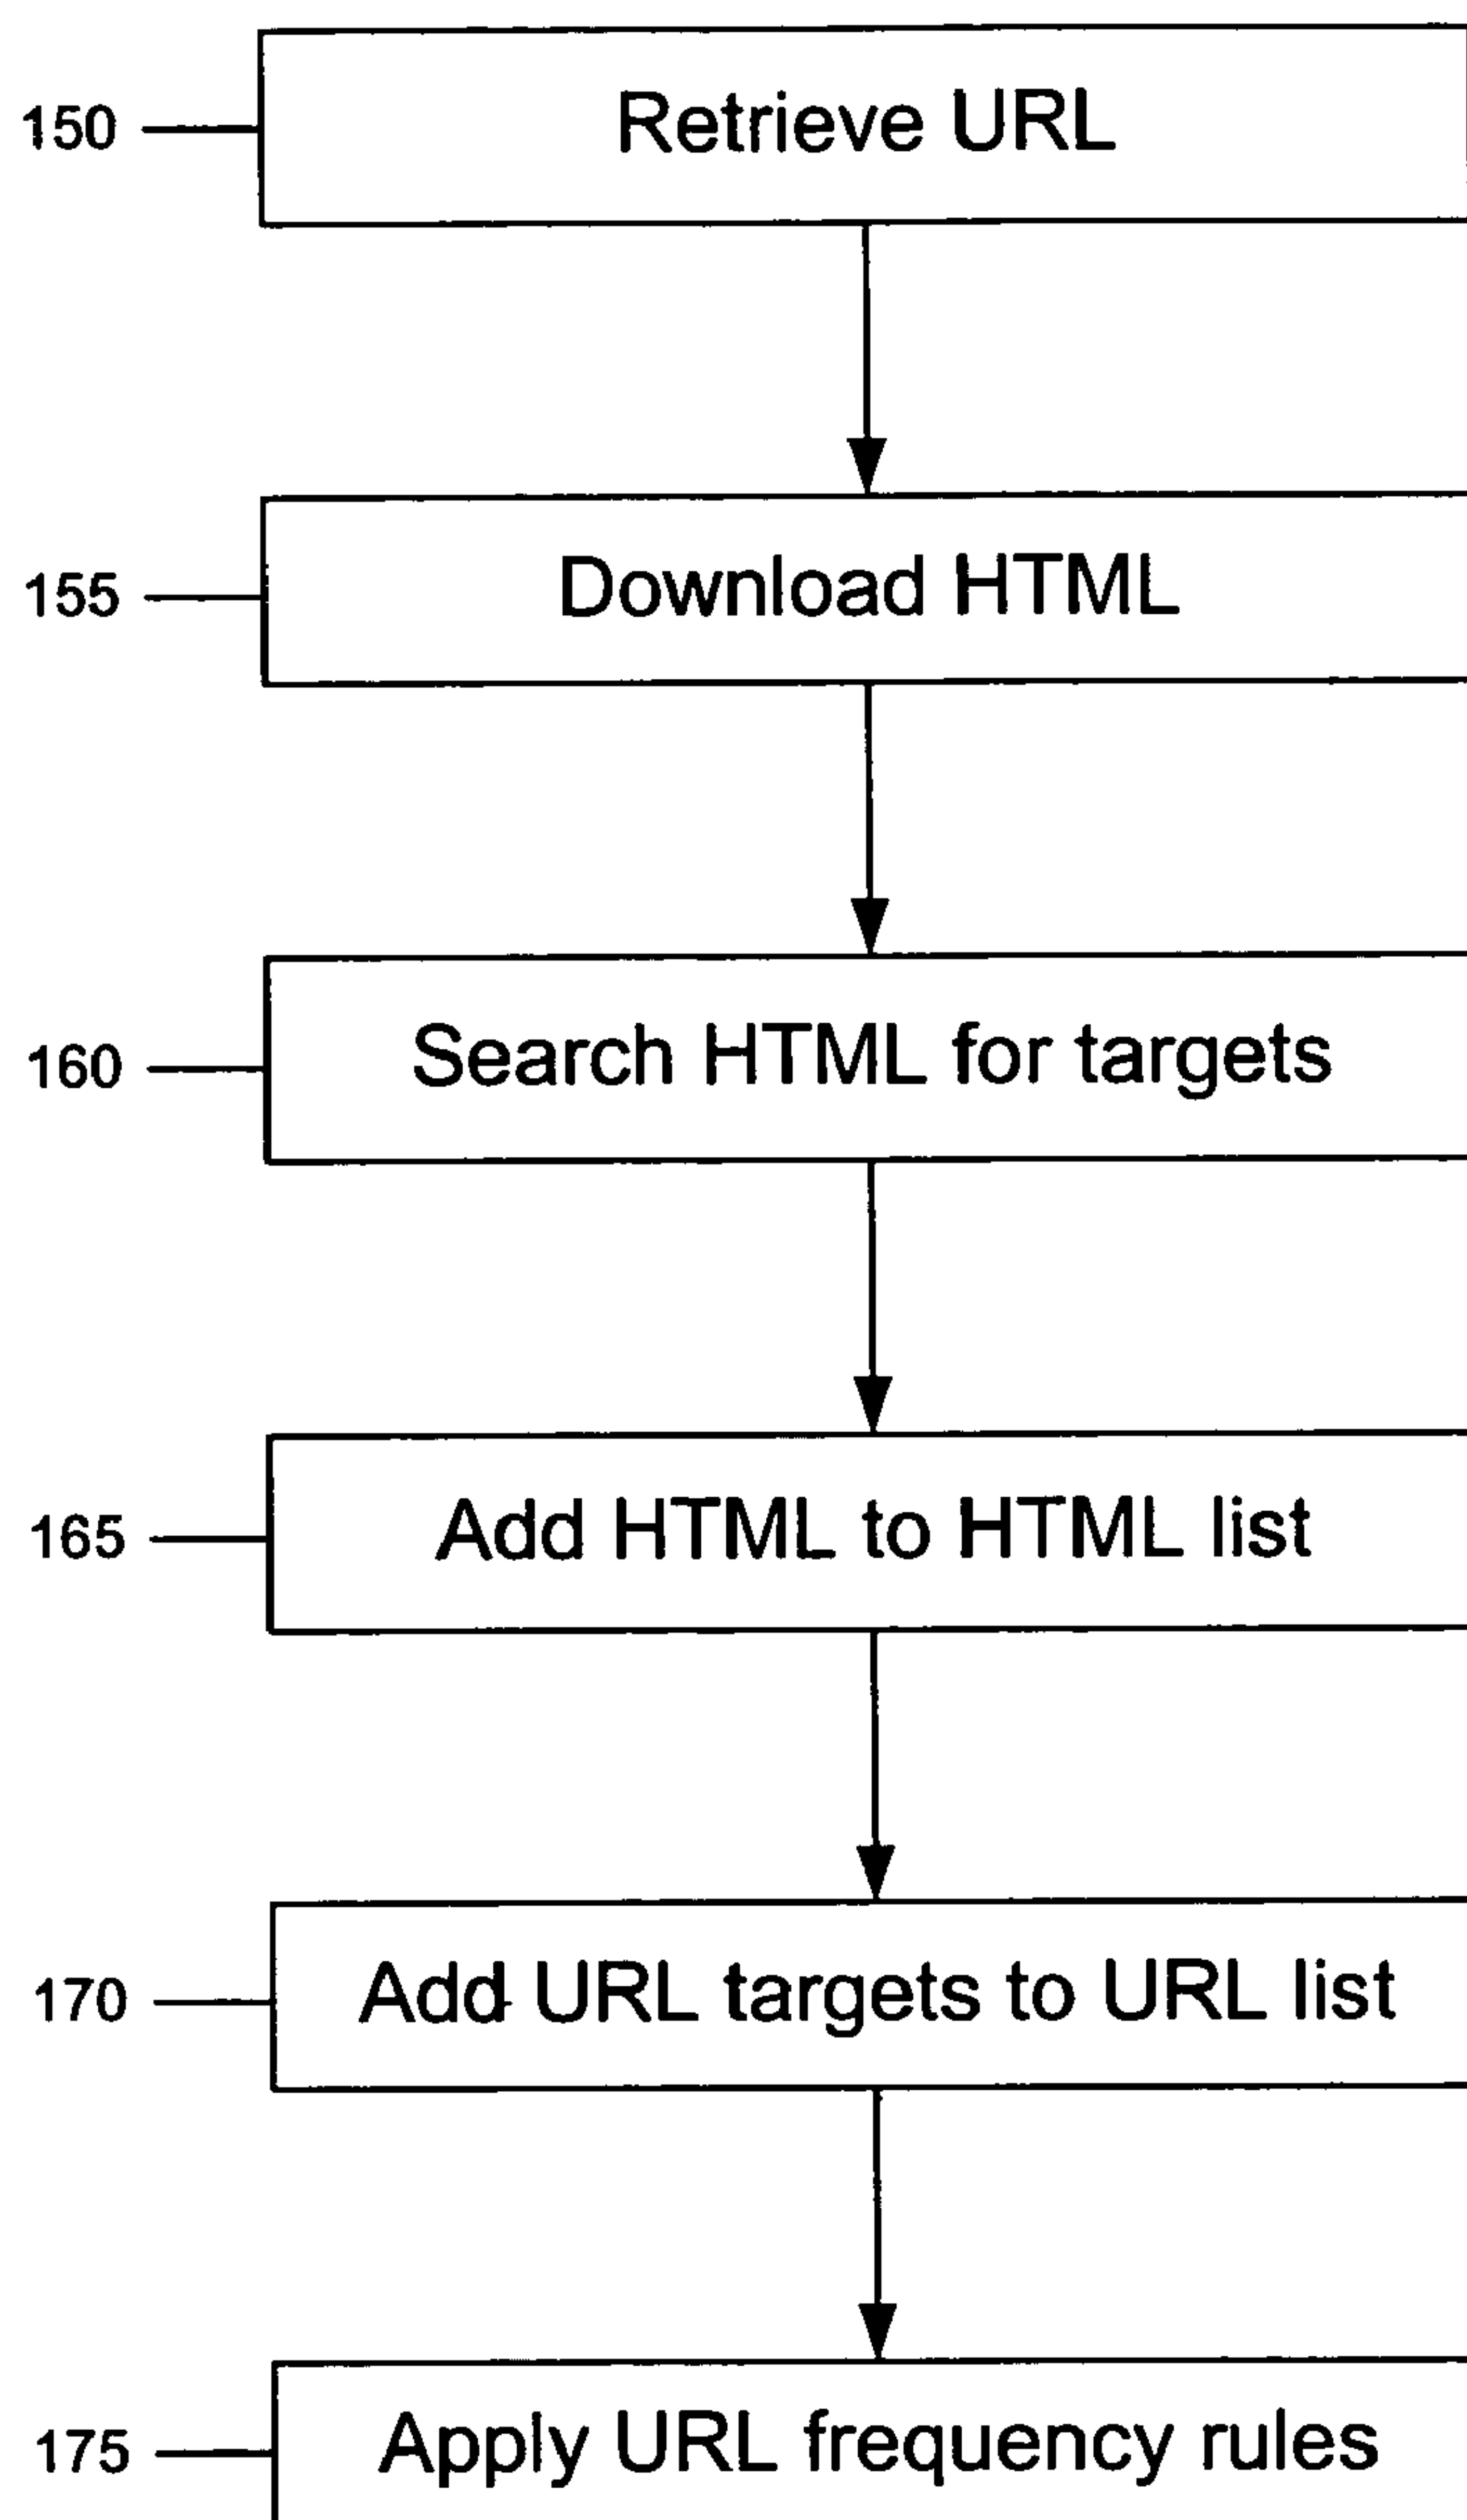 150 Retrieve URL
155 Download HTML
160 Search HTML for targets
165 Add HTML to HTML list
170 Add URL targets to URL list
175 Apply URL frequency rules